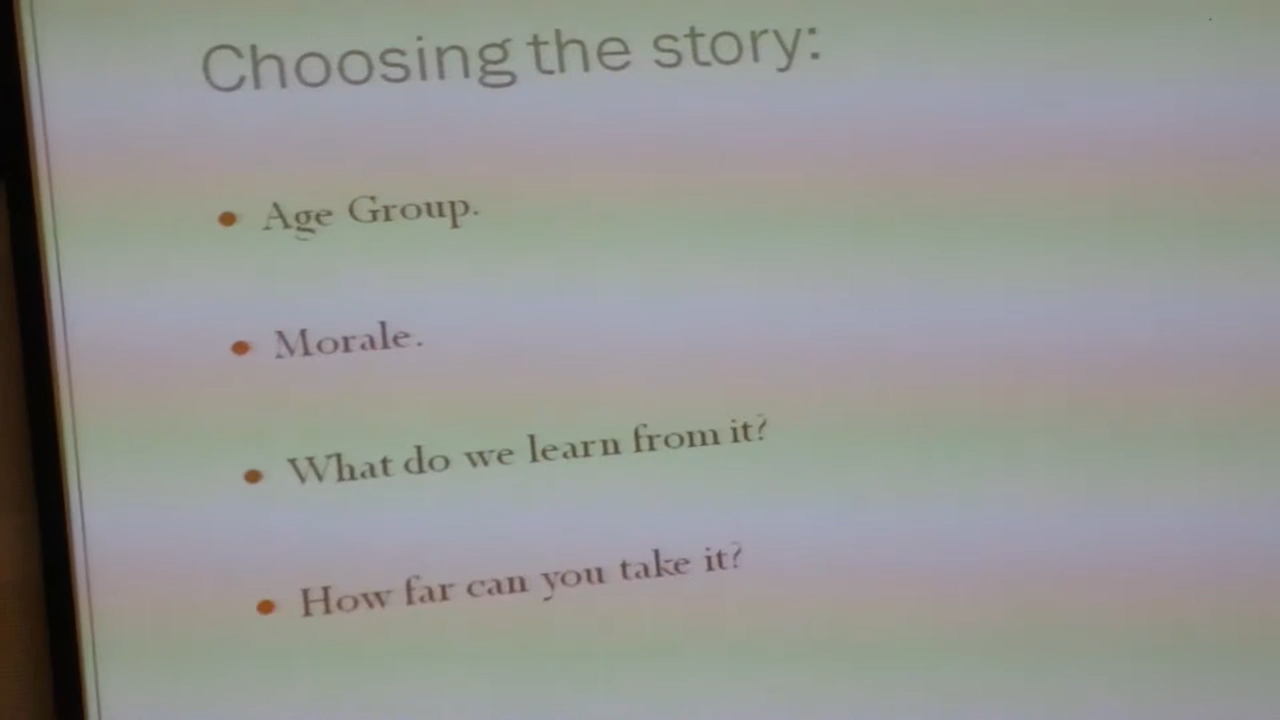 Choosing the story:
Age Group.
Morale.
What do we learn from it?
How far can you take it?